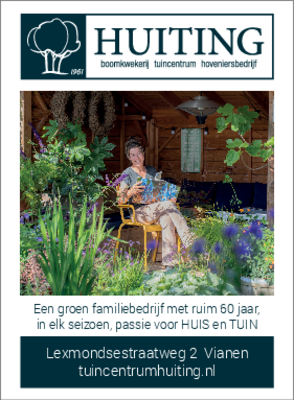 1961
HUITING
boomkwekerij tuincentrum hoveniersbedrijf
Een groen familiebedrijf met ruim 60 jaar,
in elk seizoen, passie voor HUIS en TUIN
Lexmondsestraatweg 2 Vianen
tuincentrumhuiting.nl